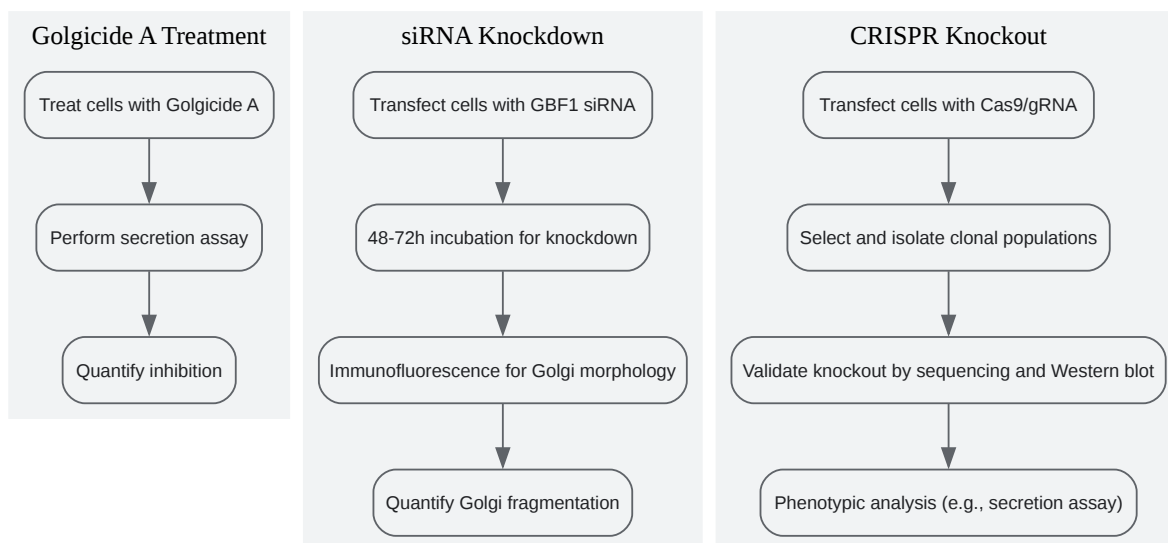 Golgicide A Treatment
Treat cells with Golgicide A
Perform secretion assay
Quantify inhibition
siRNA Knockdown
Transfect cells with GBF1 siRNA
48-72h incubation for knockdown
Immunofluorescence for Golgi morphology
Quantify Golgi fragmentation
CRISPR Knockout
Transfect cells with Cas9/gRNA
Select and isolate clonal populations
Validate knockout by sequencing and Western blot
Phenotypic analysis (e.g., secretion assay)